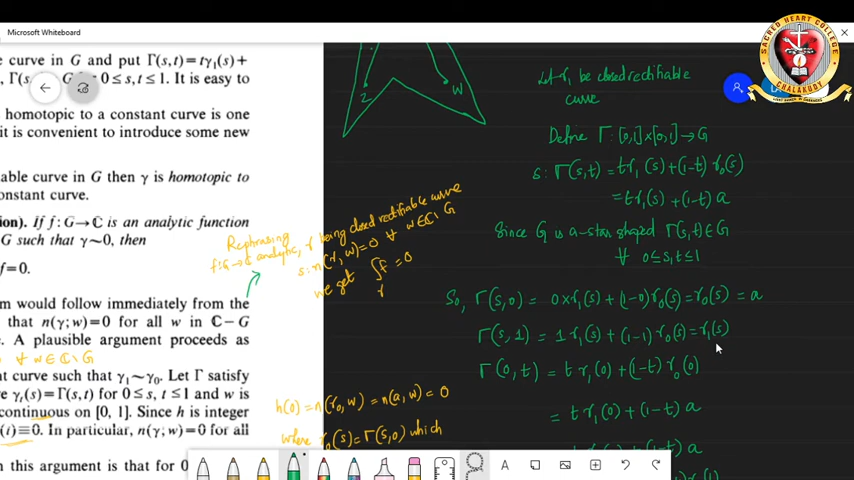 Microsoft Whiteboard
e curve in G and put Γ(s,t)=tγ₁(s)+
, Γ(s, G for 0≤s,t≤1. It is easy to
homotopic to a constant curve is one
it is convenient to introduce some new
able curve in G then γ is homotopic to
onstant curve.
on). If f: G→ℂ is an analytic function
G such that γ~0, then
f=0.
m would follow immediately from the
that n(γ;w)=0 for all w in ℂ−G
e. A plausible argument proceeds as
∀ w∈ℂ\G
t curve such that γ₁~γ₀. Let Γ satisfy
ve γₜ(s)=Γ(s,t) for 0≤s, t≤1 and w is
continuous on [0, 1]. Since h is integer
(t)≡0. In particular, n(γ;w)=0 for all
n this argument is that for 0
Rephrasing
f:G→ℂ analytic, γ being closed rectifiable curve
s: n(γ,w)=0 ∀ w∈ℂ\G
we get ∫f=0
γ
h(0)=n(γ₀,w)=n(a,w)=0
where γ₀(s)=Γ(s,0) which
z
w
Let γ₁ be closed rectifiable
curve
Define Γ:[0,1]×[0,1]→G
s: Γ(s,t)=tγ₁(s)+(1-t)γ₀(s)
=tγ₁(s)+(1-t)a
Since G is a-star shaped Γ(s,t)∈G
∀ 0≤s,t≤1
So, Γ(s,0)= 0×γ₁(s)+(1-0)γ₀(s)=γ₀(s)=a
Γ(s,1)= 1γ₁(s)+(1-1)γ₀(s)=γ₁(s)
Γ(0,t)= tγ₁(0)+(1-t)γ₀(0)
= tγ₁(0)+(1-t)a
SACRED HEART COLLEGE
CHALAKUDY